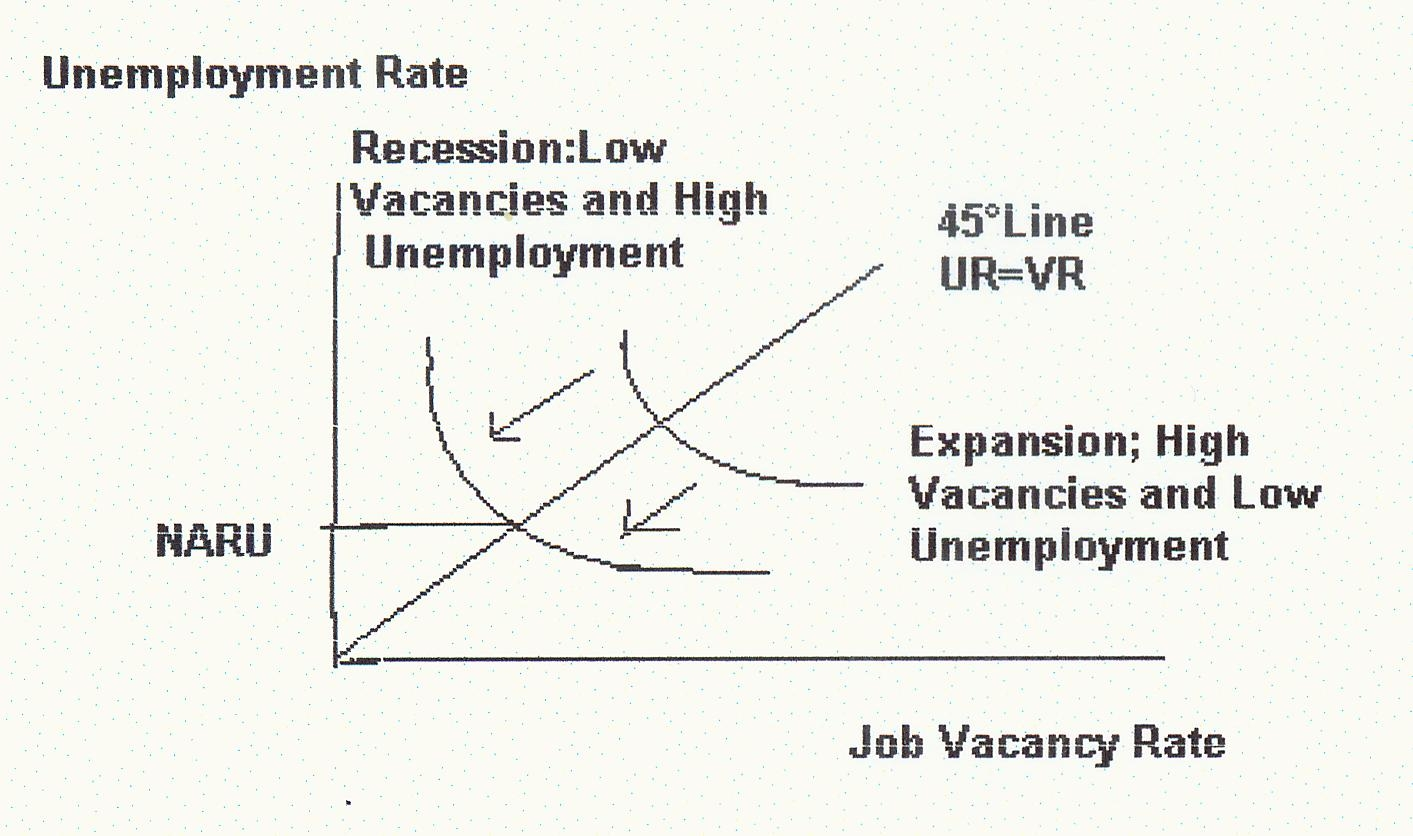 Unemployment Rate
Recession:Low
Vacancies and High
Unemployment
45°Line
UR=VR
Expansion; High
Vacancies and Low
Unemployment
NARU
Job Vacancy Rate